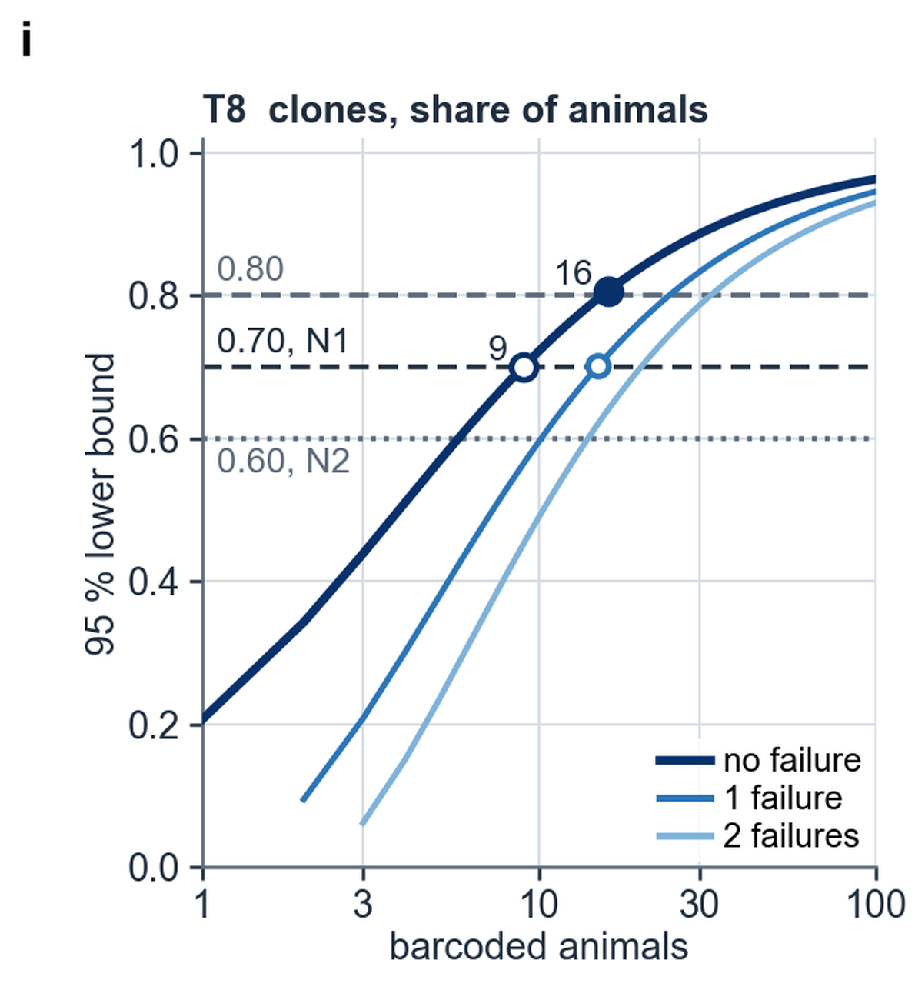 i
T8 clones, share of animals
1.0
0.8
0.6
0.4
0.2
0.0
95 % lower bound
0.80
16
0.70, N1
9
0.60, N2
no failure
1 failure
2 failures
1 3 10 30 100
barcoded animals